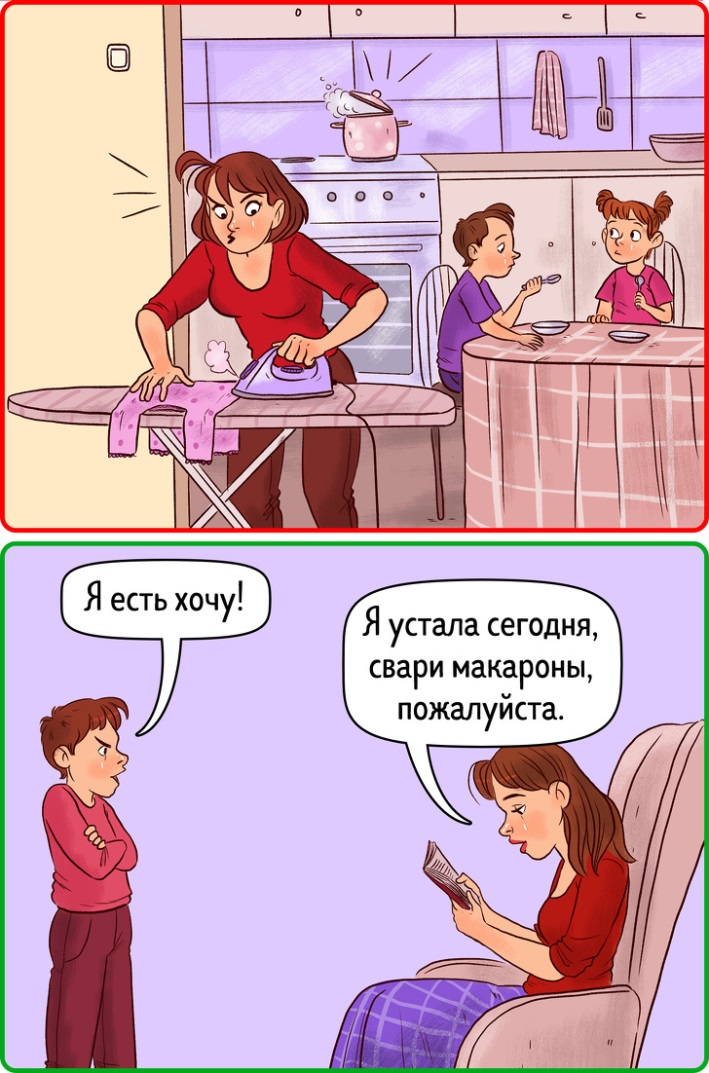 Я есть хочу!
Я устала сегодня,
свари макароны,
пожалуйста.